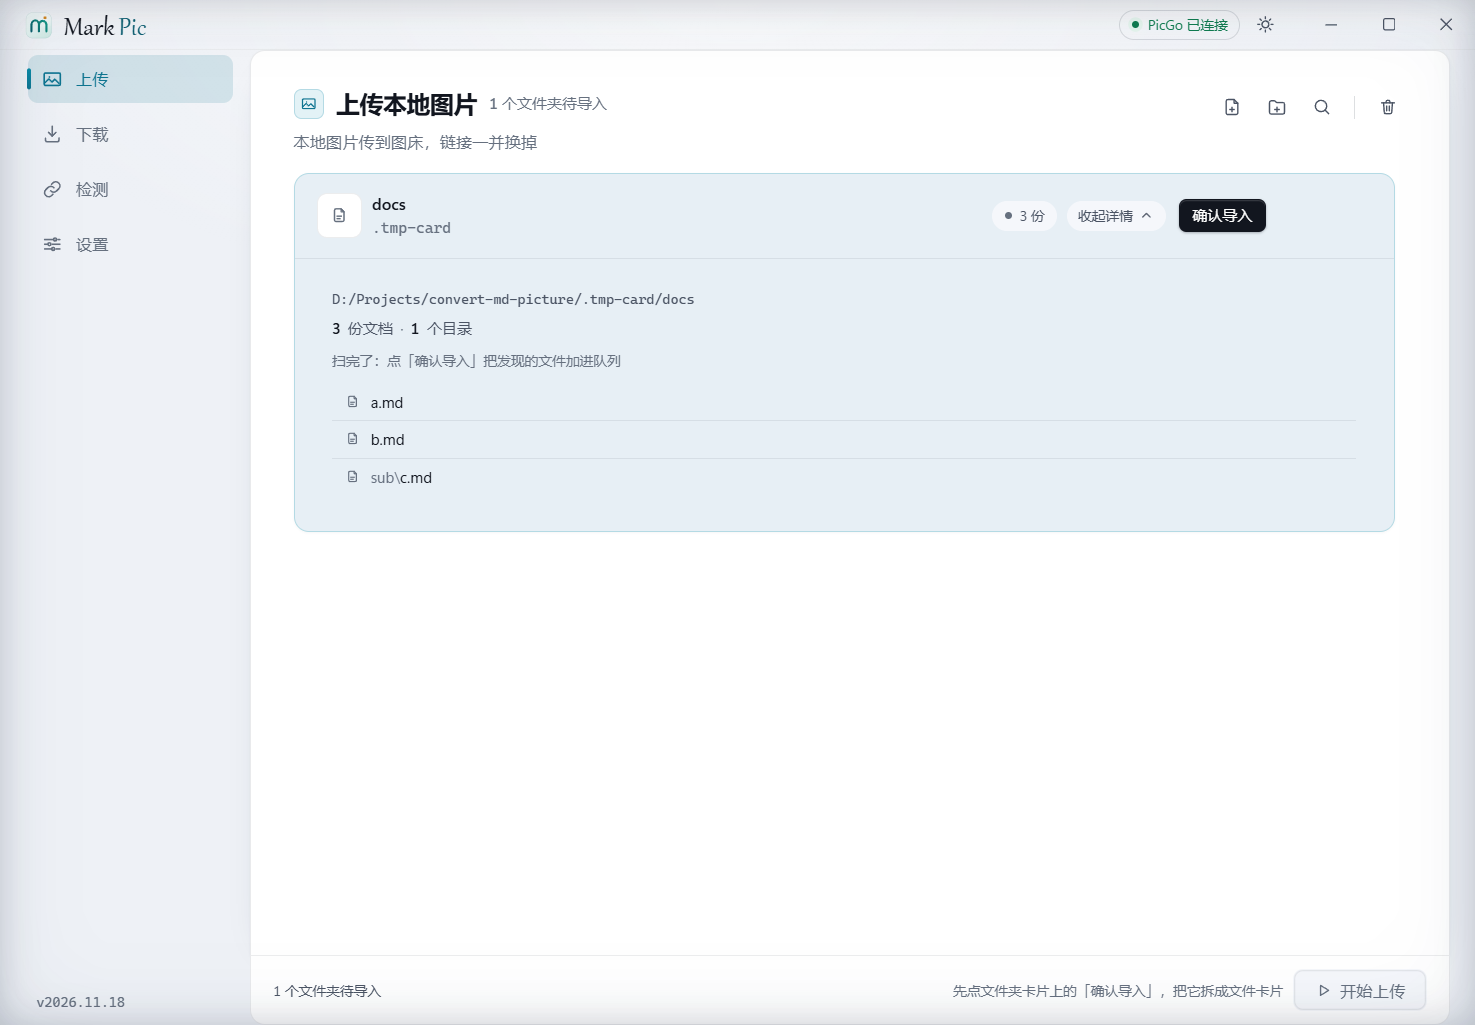 Mark Pic
PicGo 已连接
上传
下载
检测
设置
v2026.11.18
上传本地图片 1 个文件夹待导入
本地图片传到图床，链接一并换掉
docs
.tmp-card
3 份
收起详情
确认导入
D:/Projects/convert-md-picture/.tmp-card/docs
3 份文档 · 1 个目录
扫完了：点「确认导入」把发现的文件加进队列
a.md
b.md
sub\c.md
1 个文件夹待导入
先点文件夹卡片上的「确认导入」，把它拆成文件卡片
开始上传